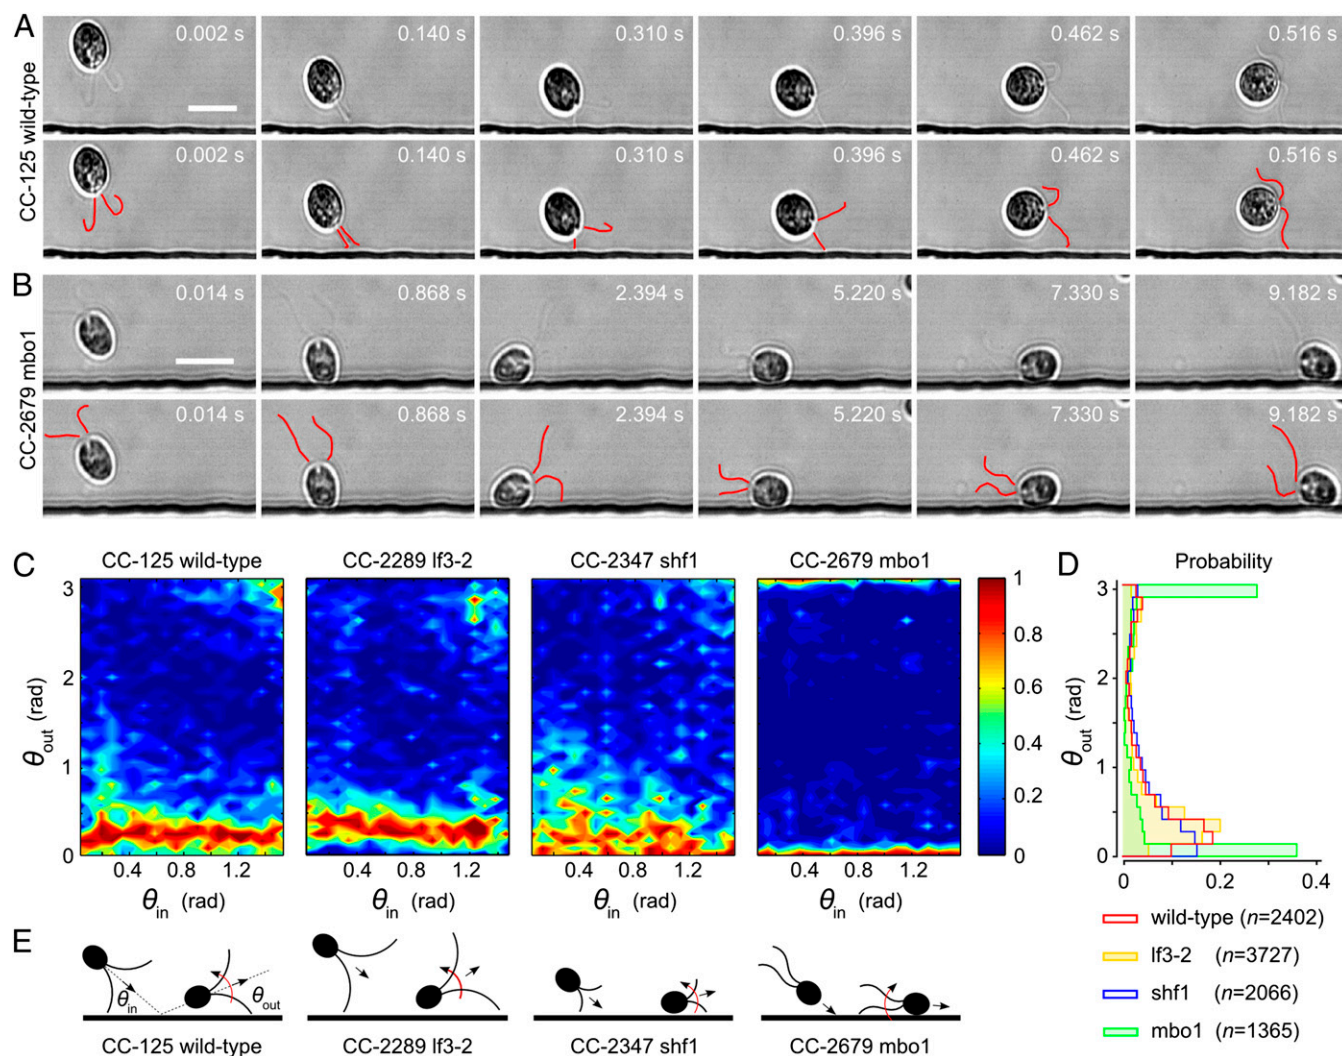 A
CC-125 wild-type
0.002 s 0.140 s 0.310 s 0.396 s 0.462 s 0.516 s
0.002 s 0.140 s 0.310 s 0.396 s 0.462 s 0.516 s
B
CC-2679 mbo1
0.014 s 0.868 s 2.394 s 5.220 s 7.330 s 9.182 s
0.014 s 0.868 s 2.394 s 5.220 s 7.330 s 9.182 s
C
CC-125 wild-type CC-2289 lf3-2 CC-2347 shf1 CC-2679 mbo1
θout (rad)
3
2
1
0
0.4 0.8 1.2 0.4 0.8 1.2 0.4 0.8 1.2 0.4 0.8 1.2
θin (rad) θin (rad) θin (rad) θin (rad)
1
0.8
0.6
0.4
0.2
0
D
Probability
θout (rad)
3
2
1
0
0 0.2 0.4
wild-type (n=2402)
lf3-2 (n=3727)
shf1 (n=2066)
mbo1 (n=1365)
E
θin θout
CC-125 wild-type CC-2289 lf3-2 CC-2347 shf1 CC-2679 mbo1